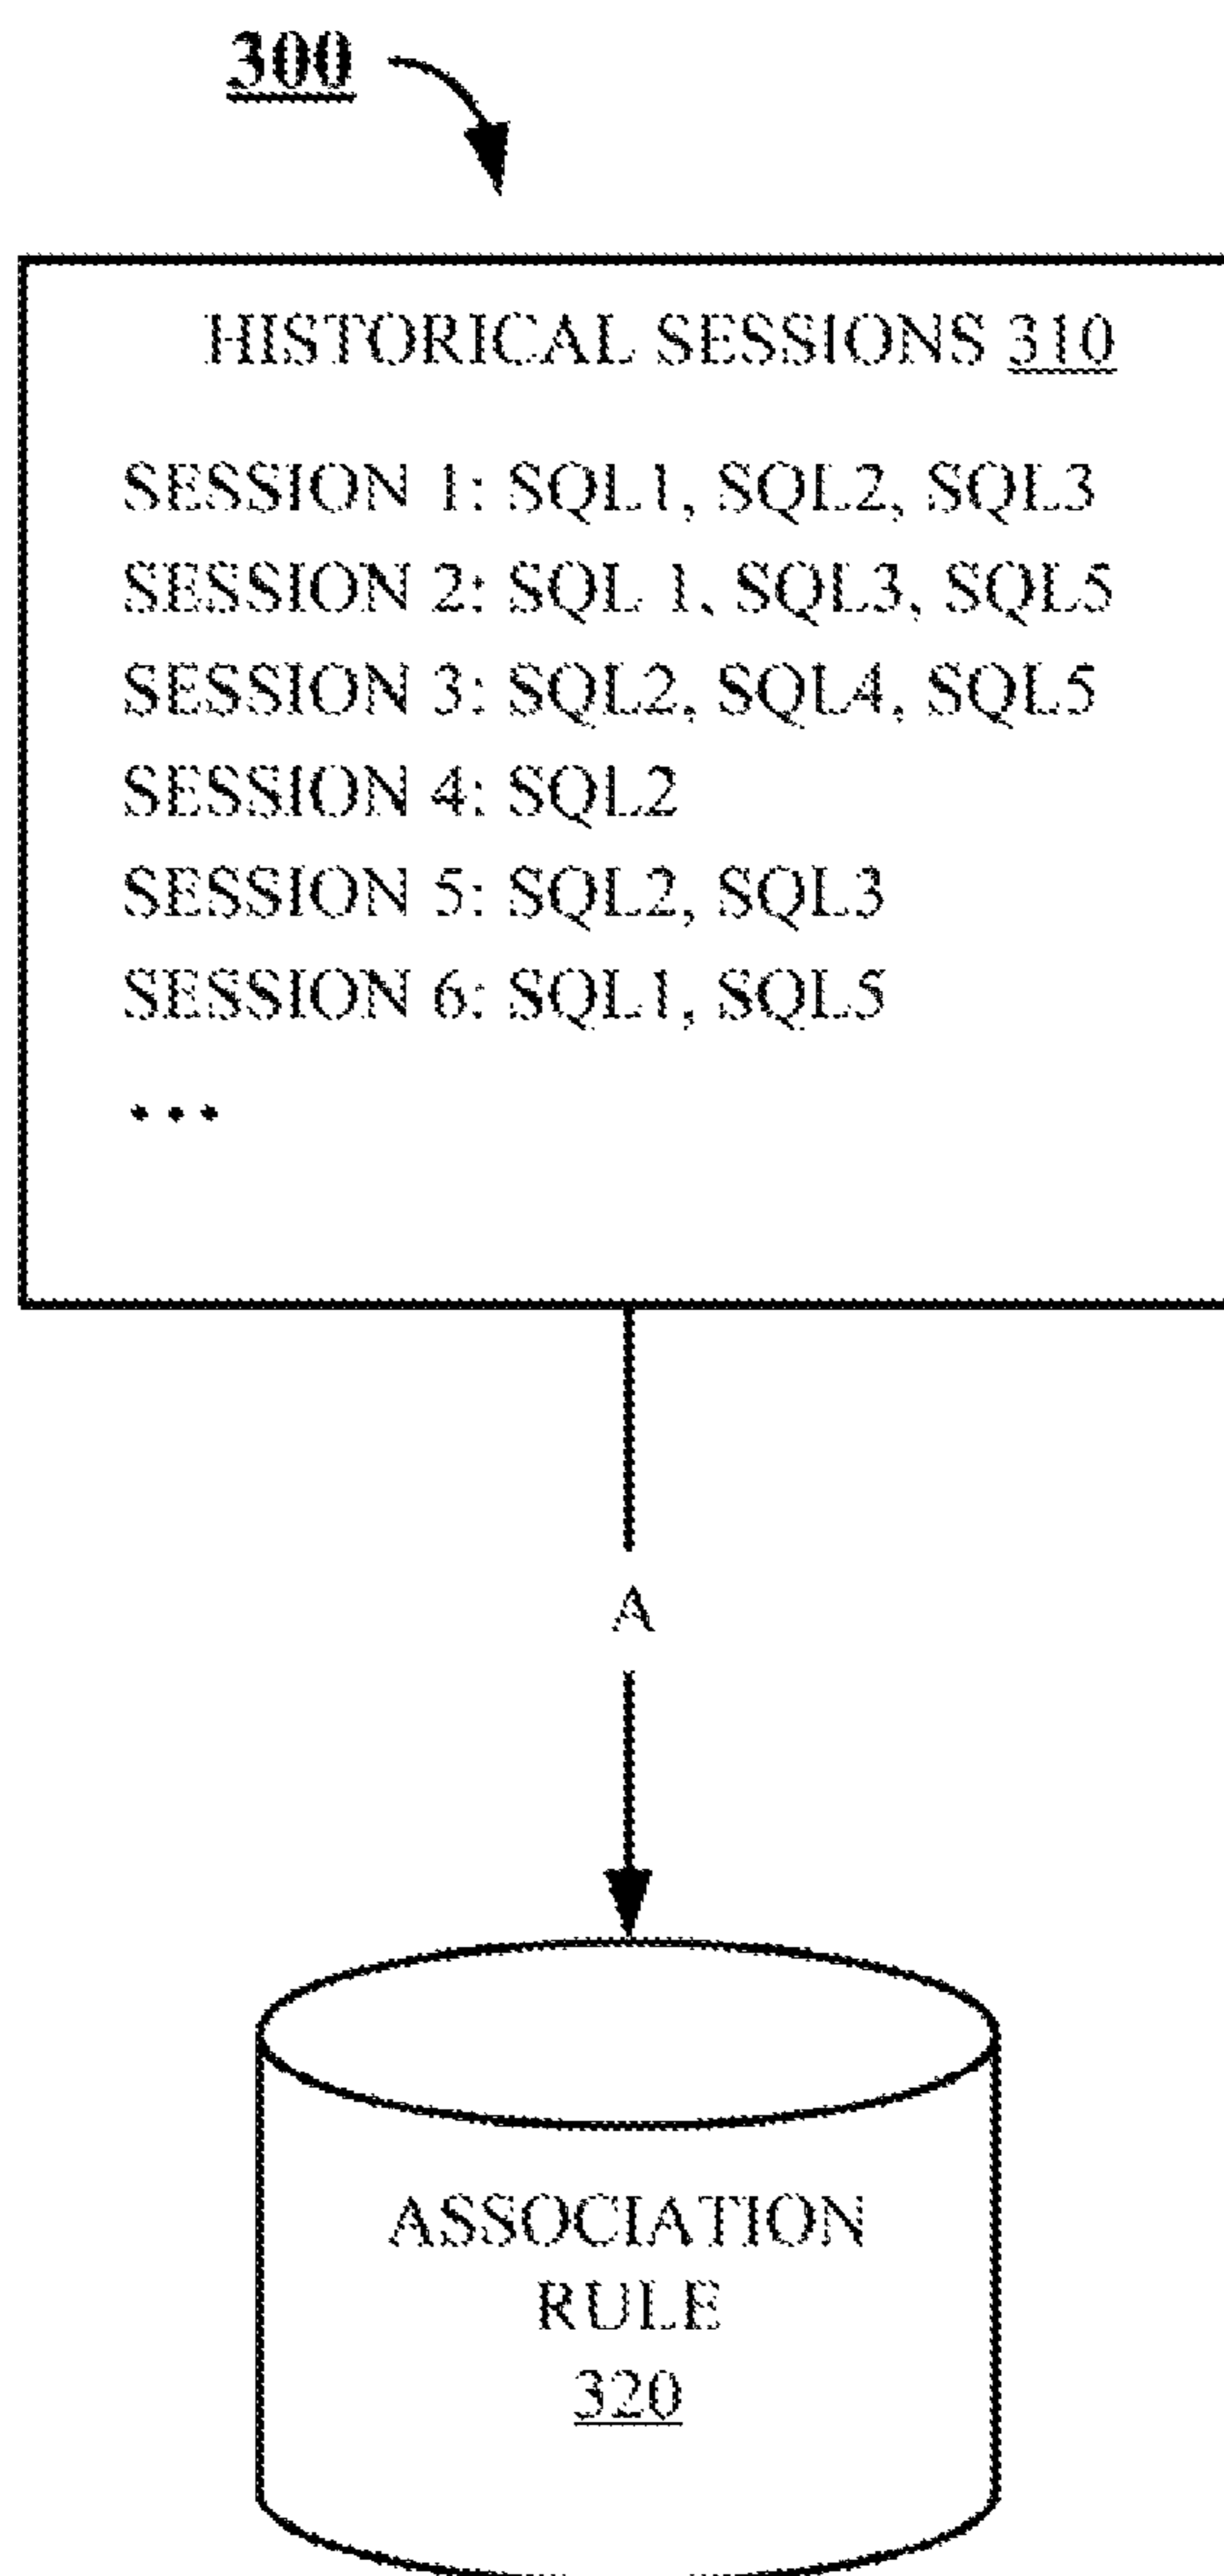 300
HISTORICAL SESSIONS 310
SESSION 1: SQL1, SQL2, SQL3
SESSION 2: SQL 1, SQL3, SQL5
SESSION 3: SQL2, SQL4, SQL5
SESSION 4: SQL2
SESSION 5: SQL2, SQL3
SESSION 6: SQL1, SQL5
...
A
ASSOCIATION
RULE
320